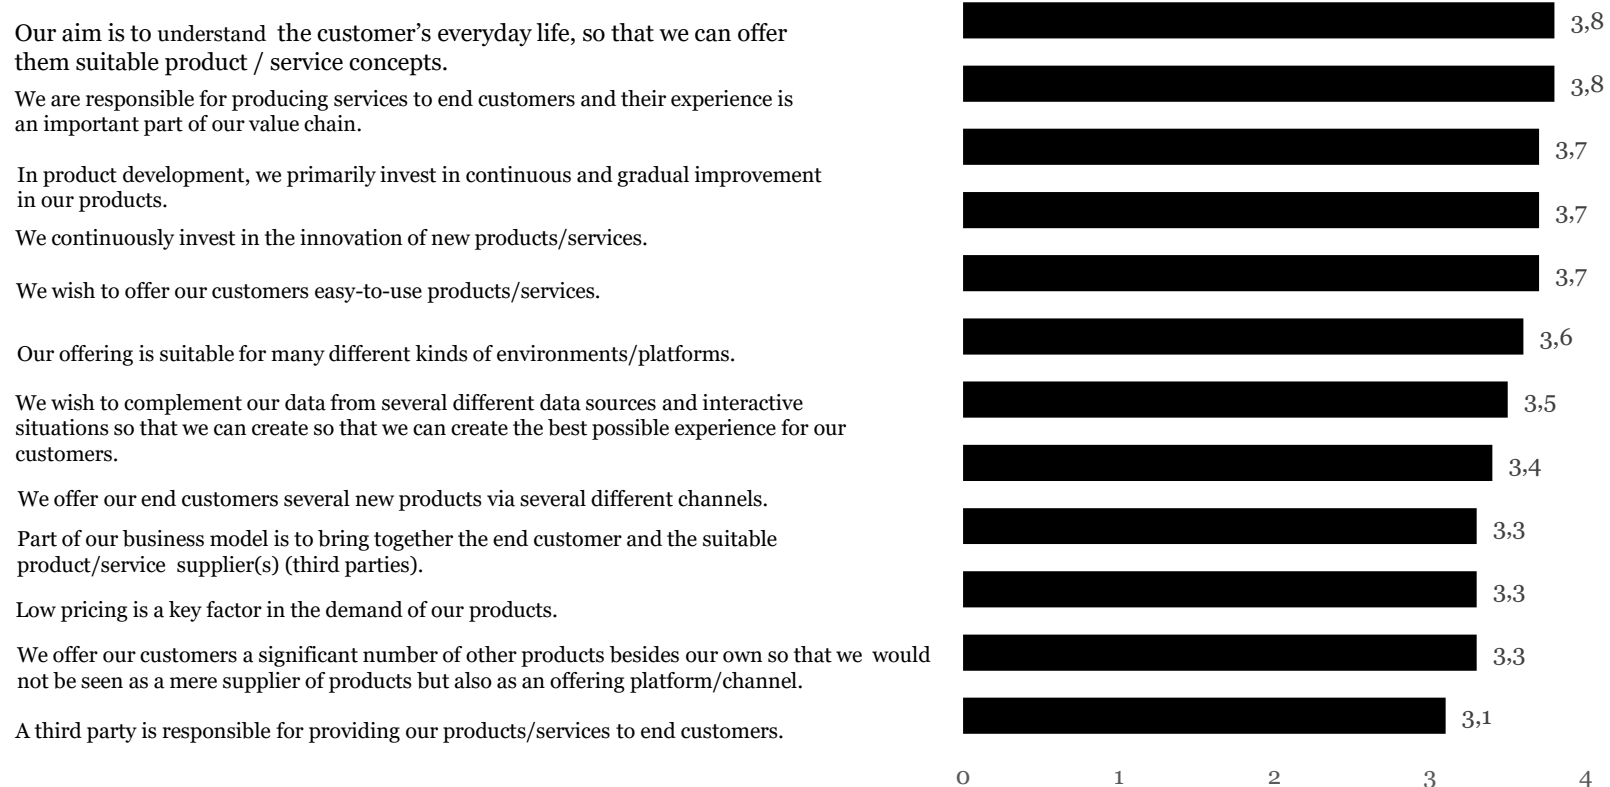 Our aim is to understand the customer's everyday life, so that we can offer
them suitable product / service concepts.
3,8
We are responsible for producing services to end customers and their experience is
an important part of our value chain.
3,8
In product development, we primarily invest in continuous and gradual improvement
in our products.
3,7
We continuously invest in the innovation of new products/services.
3,7
We wish to offer our customers easy-to-use products/services.
3,7
Our offering is suitable for many different kinds of environments/platforms.
3,6
We wish to complement our data from several different data sources and interactive
situations so that we can create so that we can create the best possible experience for our
customers.
3,5
We offer our end customers several new products via several different channels.
3,4
Part of our business model is to bring together the end customer and the suitable
product/service supplier(s) (third parties).
3,3
Low pricing is a key factor in the demand of our products.
3,3
We offer our customers a significant number of other products besides our own so that we would
not be seen as a mere supplier of products but also as an offering platform/channel.
3,3
A third party is responsible for providing our products/services to end customers.
3,1
0 1 2 3 4